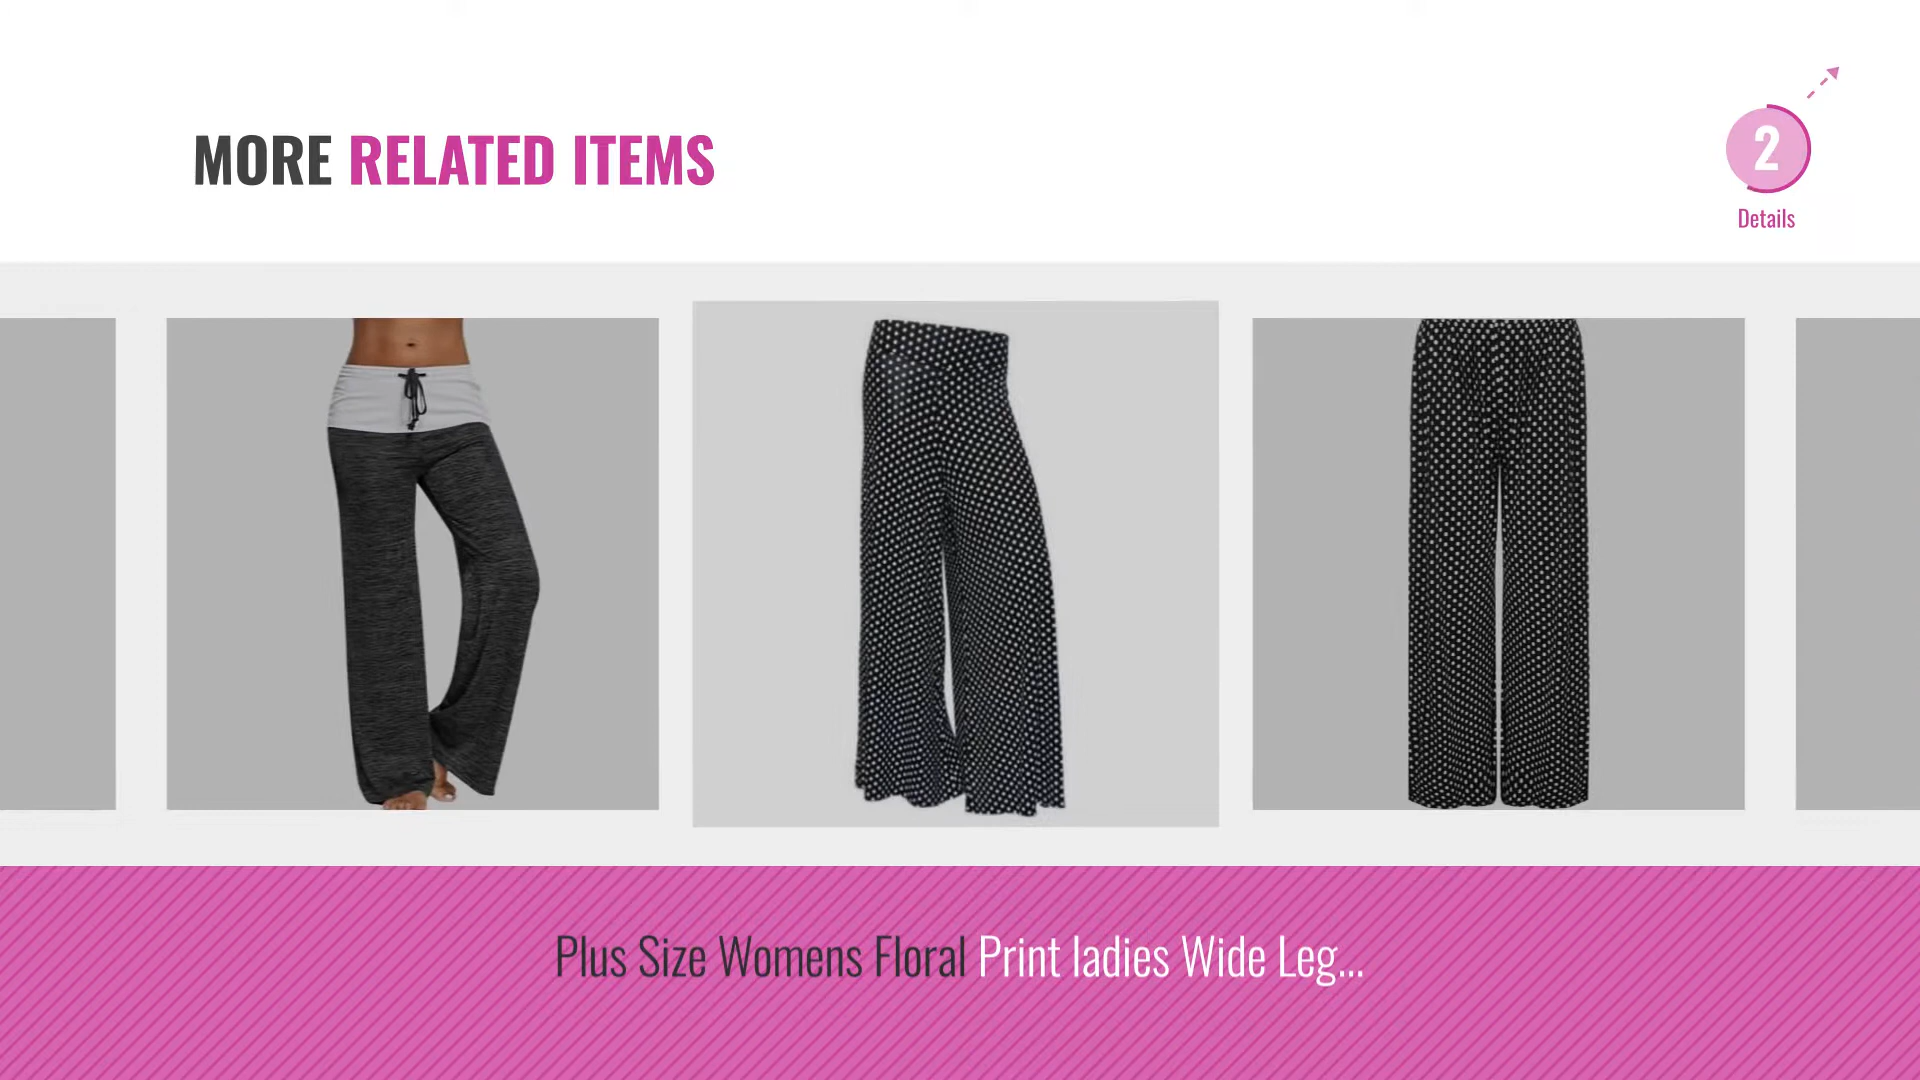 MORE RELATED ITEMS
2
Details
Plus Size Womens Floral Print ladies Wide Leg...